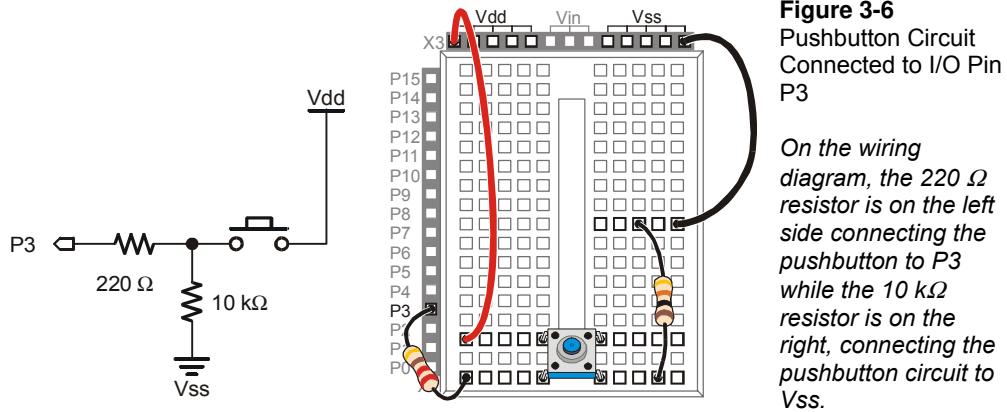 Vdd
P3
220 Ω
10 kΩ
Vss
Vdd Vin Vss
X3
P15
P14
P13
P12
P11
P10
P9
P8
P7
P6
P5
P4
P3
P2
P0
Figure 3-6
Pushbutton Circuit
Connected to I/O Pin
P3
On the wiring
diagram, the 220 Ω
resistor is on the left
side connecting the
pushbutton to P3
while the 10 kΩ
resistor is on the
right, connecting the
pushbutton circuit to
Vss.